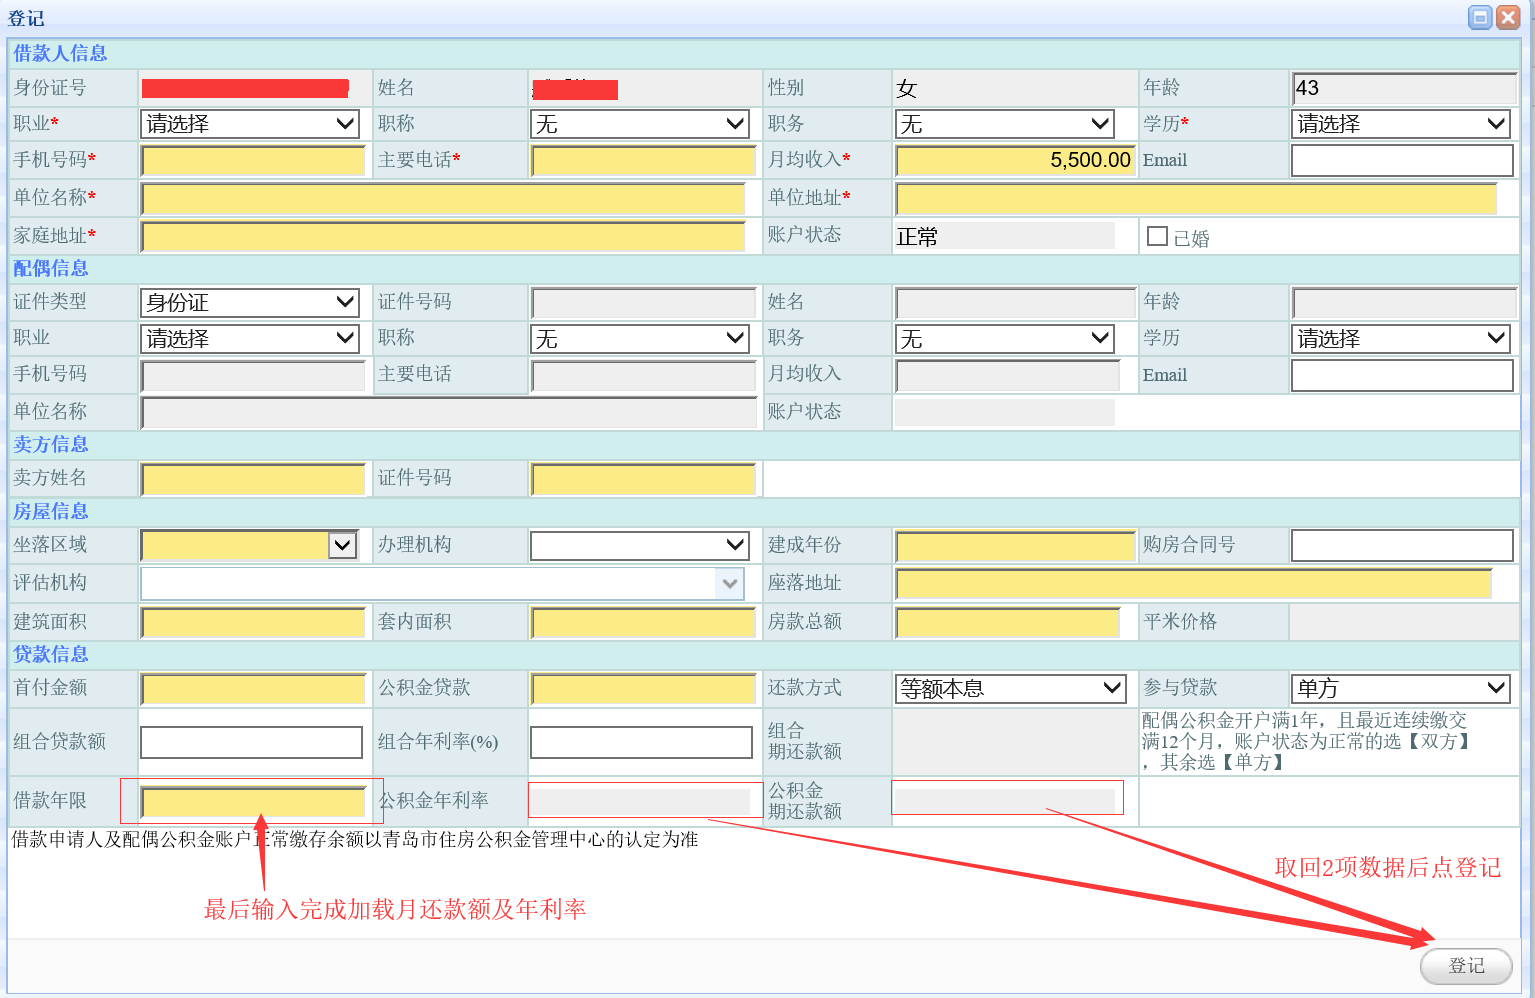 登记
借款人信息
身份证号 姓名 性别 女 年龄 43
职业* 请选择 职称 无 职务 无 学历* 请选择
手机号码* 主要电话* 月均收入* 5,500.00 Email
单位名称* 单位地址*
家庭地址* 账户状态 正常 已婚
配偶信息
证件类型 身份证 证件号码 姓名 年龄
职业 请选择 职称 无 职务 无 学历 请选择
手机号码 主要电话 月均收入 Email
单位名称 账户状态
卖方信息
卖方姓名 证件号码
房屋信息
坐落区域 办理机构 建成年份 购房合同号
评估机构 座落地址
建筑面积 套内面积 房款总额 平米价格
贷款信息
首付金额 公积金贷款 还款方式 等额本息 参与贷款 单方
组合贷款额 组合年利率(%) 组合
期还款额
配偶公积金开户满1年，且最近连续缴交
满12个月，账户状态为正常的选【双方】
，其余选【单方】
借款年限 公积金年利率 公积金
期还款额
借款申请人及配偶公积金账户正常缴存余额以青岛市住房公积金管理中心的认定为准
取回2项数据后点登记
最后输入完成加载月还款额及年利率
登记